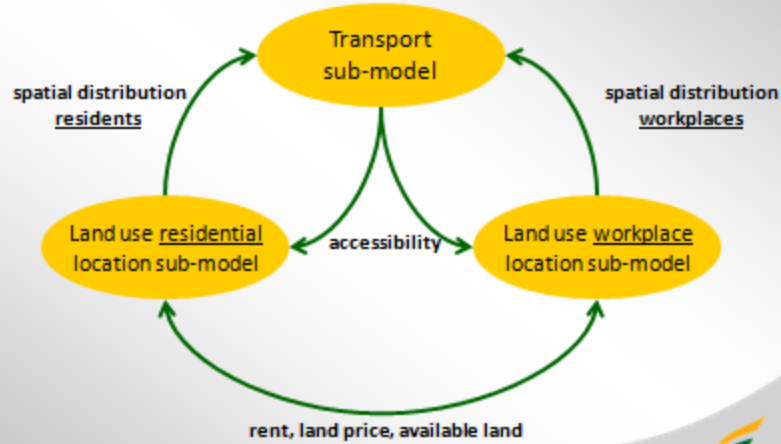 Transport
sub-model
spatial distribution
residents
spatial distribution
workplaces
Land use residential
location sub-model
accessibility
Land use workplace
location sub-model
rent, land price, available land